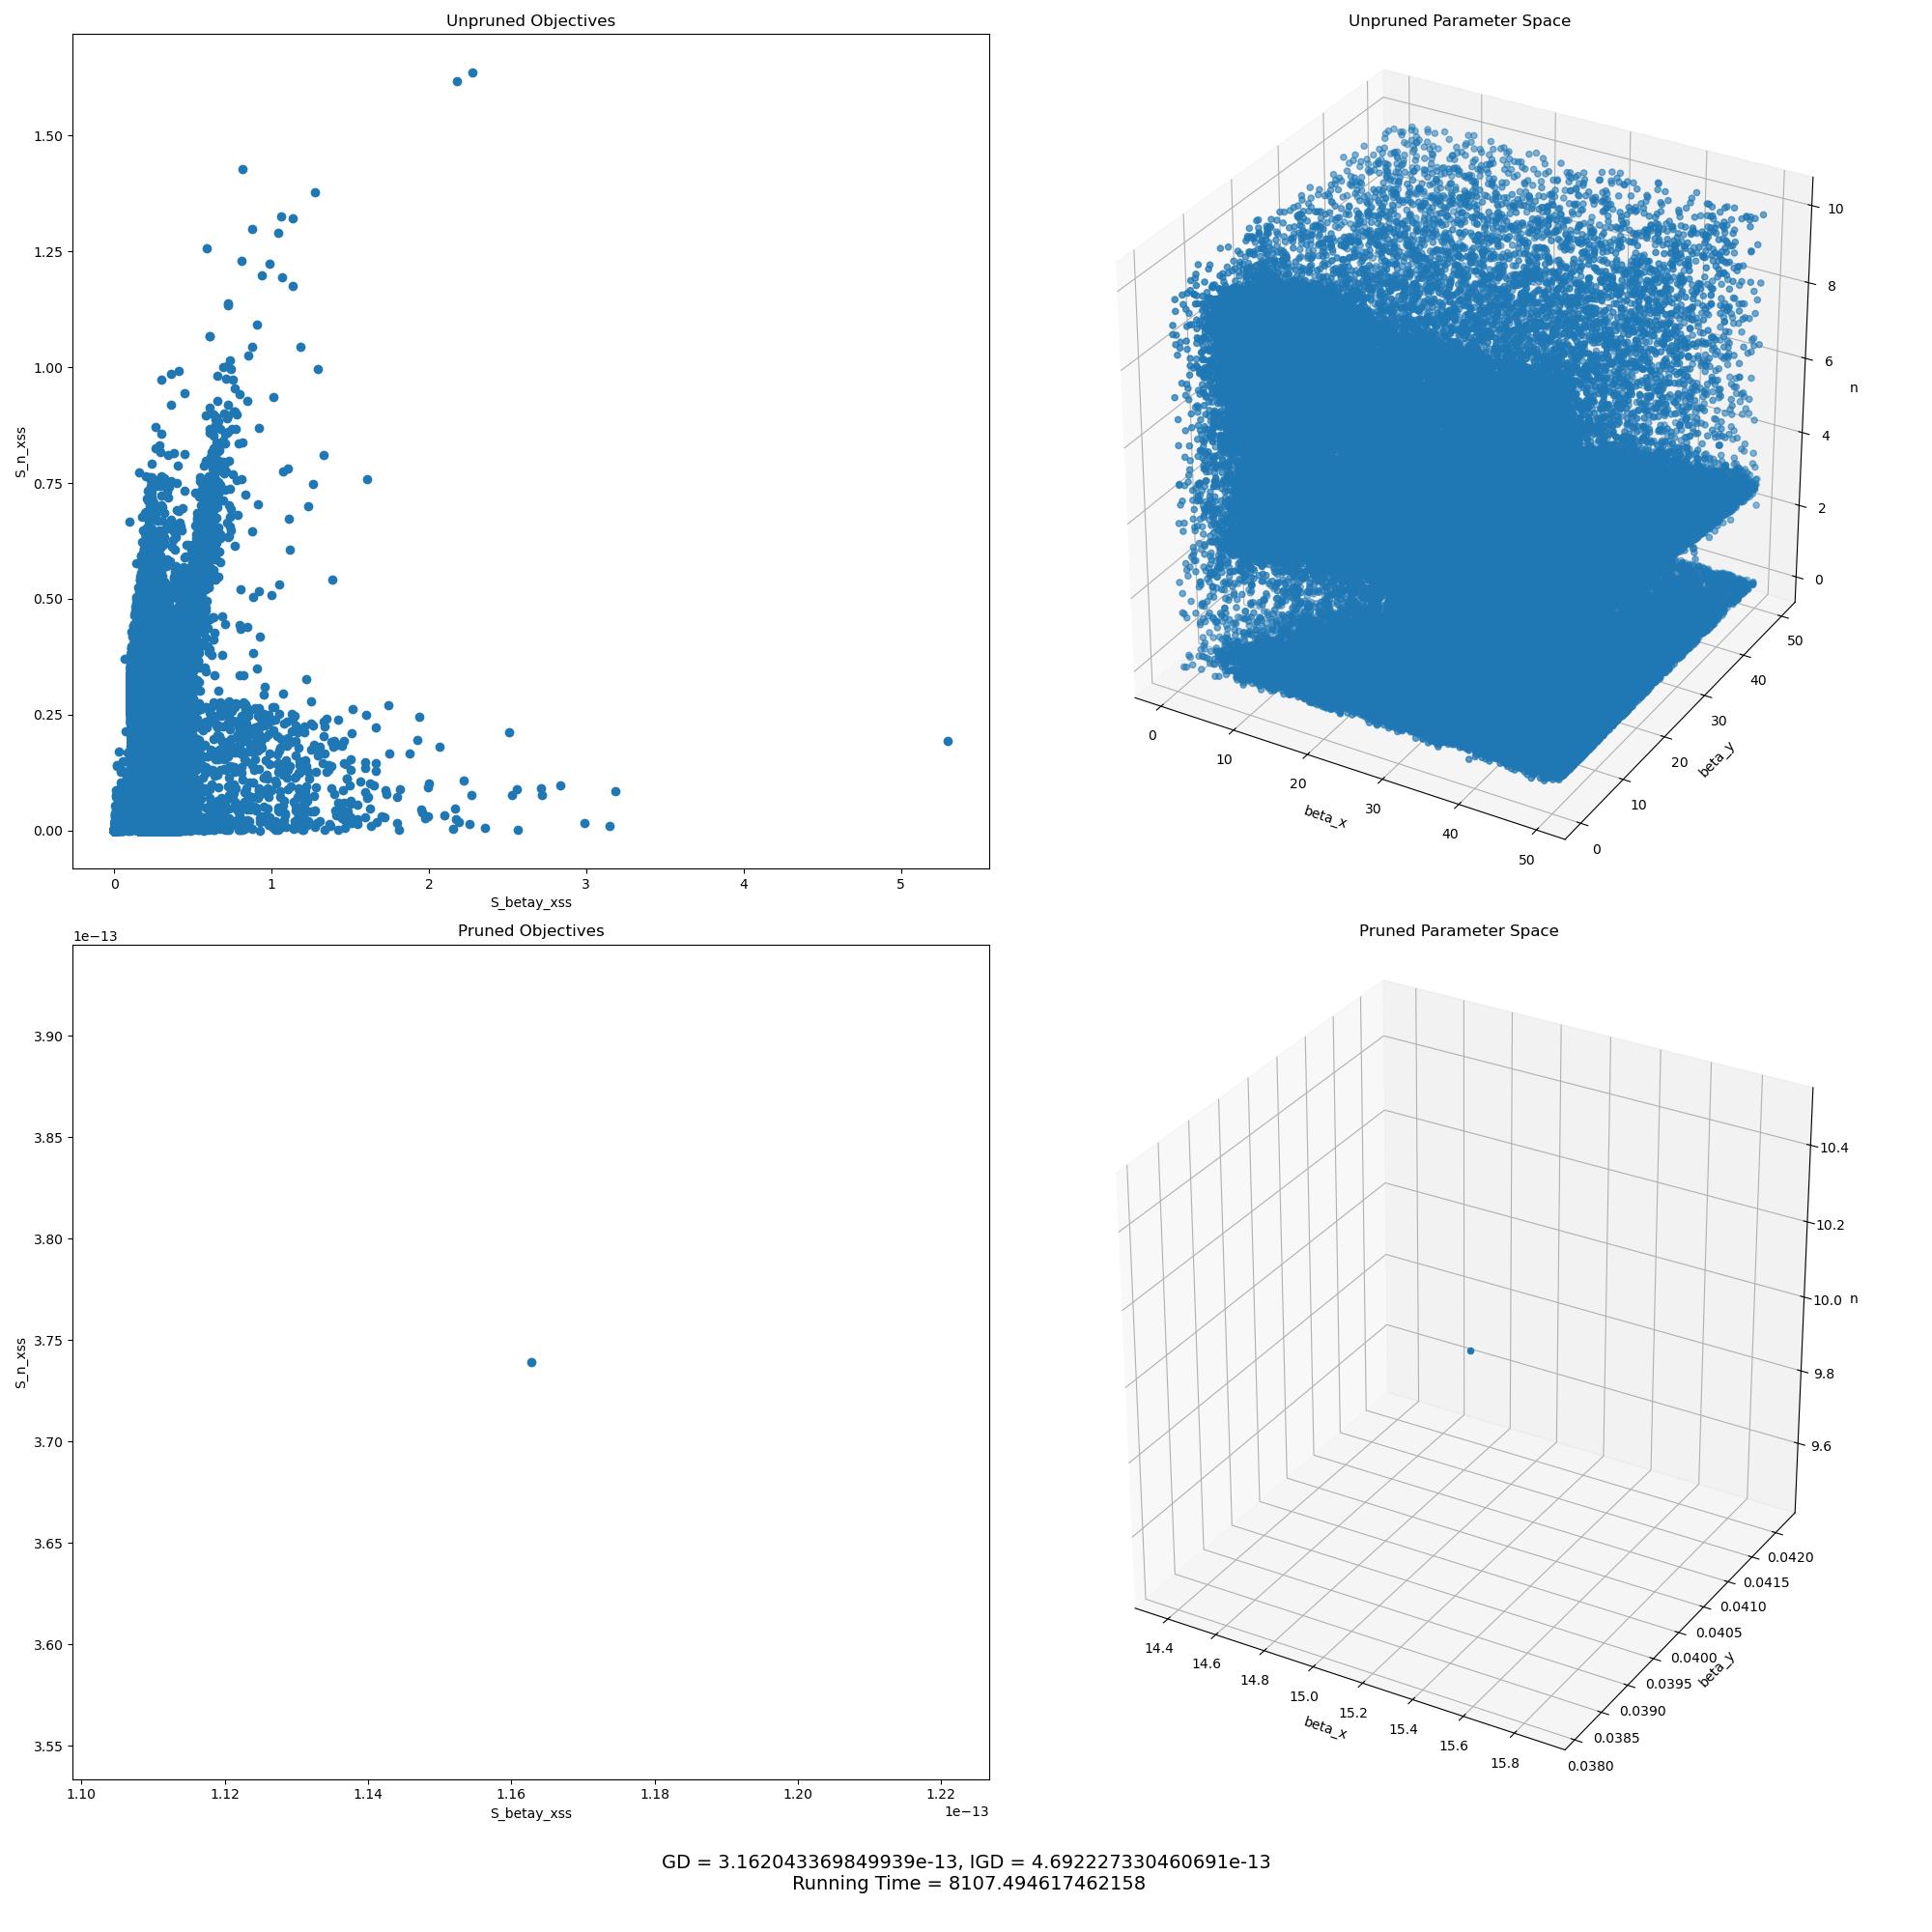 Unpruned Objectives
S_n_xss
1.50
1.25
1.00
0.75
0.50
0.25
0.00
0 1 2 3 4 5
S_betay_xss
Unpruned Parameter Space
10
8
n
6
4
2
0
50
40
30
20
10
0
beta_y
0
10
20
30
40
50
beta_x
Pruned Objectives
1e−13
S_n_xss
3.90
3.85
3.80
3.75
3.70
3.65
3.60
3.55
1.10 1.12 1.14 1.16 1.18 1.20 1.22
1e−13
S_betay_xss
Pruned Parameter Space
10.4
10.2
10.0 n
9.8
9.6
0.0420
0.0415
0.0410
0.0405
0.0400
0.0395
0.0390
0.0385
0.0380
beta_y
14.4
14.6
14.8
15.0
15.2
15.4
15.6
15.8
beta_x
GD = 3.162043369849939e-13, IGD = 4.692227330460691e-13
Running Time = 8107.494617462158